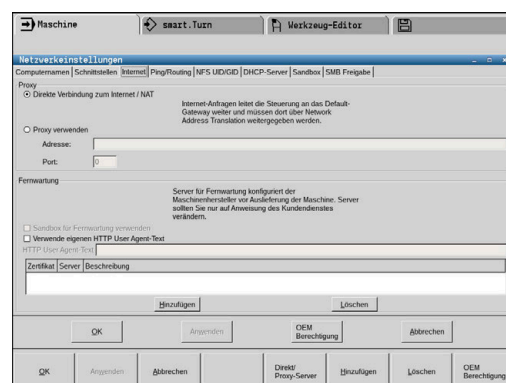 Maschine
smart.Turn
Werkzeug-Editor
Netzwerkeinstellungen
Computernamen Schnittstellen Internet Ping/Routing NFS UID/GID DHCP-Server Sandbox SMB Freigabe
Proxy
Direkte Verbindung zum Internet / NAT
Internet-Anfragen leitet die Steuerung an das Default-
Gateway weiter und müssen dort über Network
Address Translation weitergegeben werden.
Proxy verwenden
Adresse:
Port: 0
Fernwartung
Server für Fernwartung konfiguriert der
Maschinenhersteller vor Auslieferung der Maschine. Server
sollten Sie nur auf Anweisung des Kundendienstes
verändern.
Sandbox für Fernwartung verwenden
Verwende eigenen HTTP User Agent-Text
HTTP User Agent-Text
Zertifikat Server Beschreibung
Hinzufügen Löschen
OK Anwenden OEM Berechtigung Abbrechen
OK Anwenden Abbrechen Direkt/ Proxy-Server Hinzufügen Löschen OEM Berechtigung